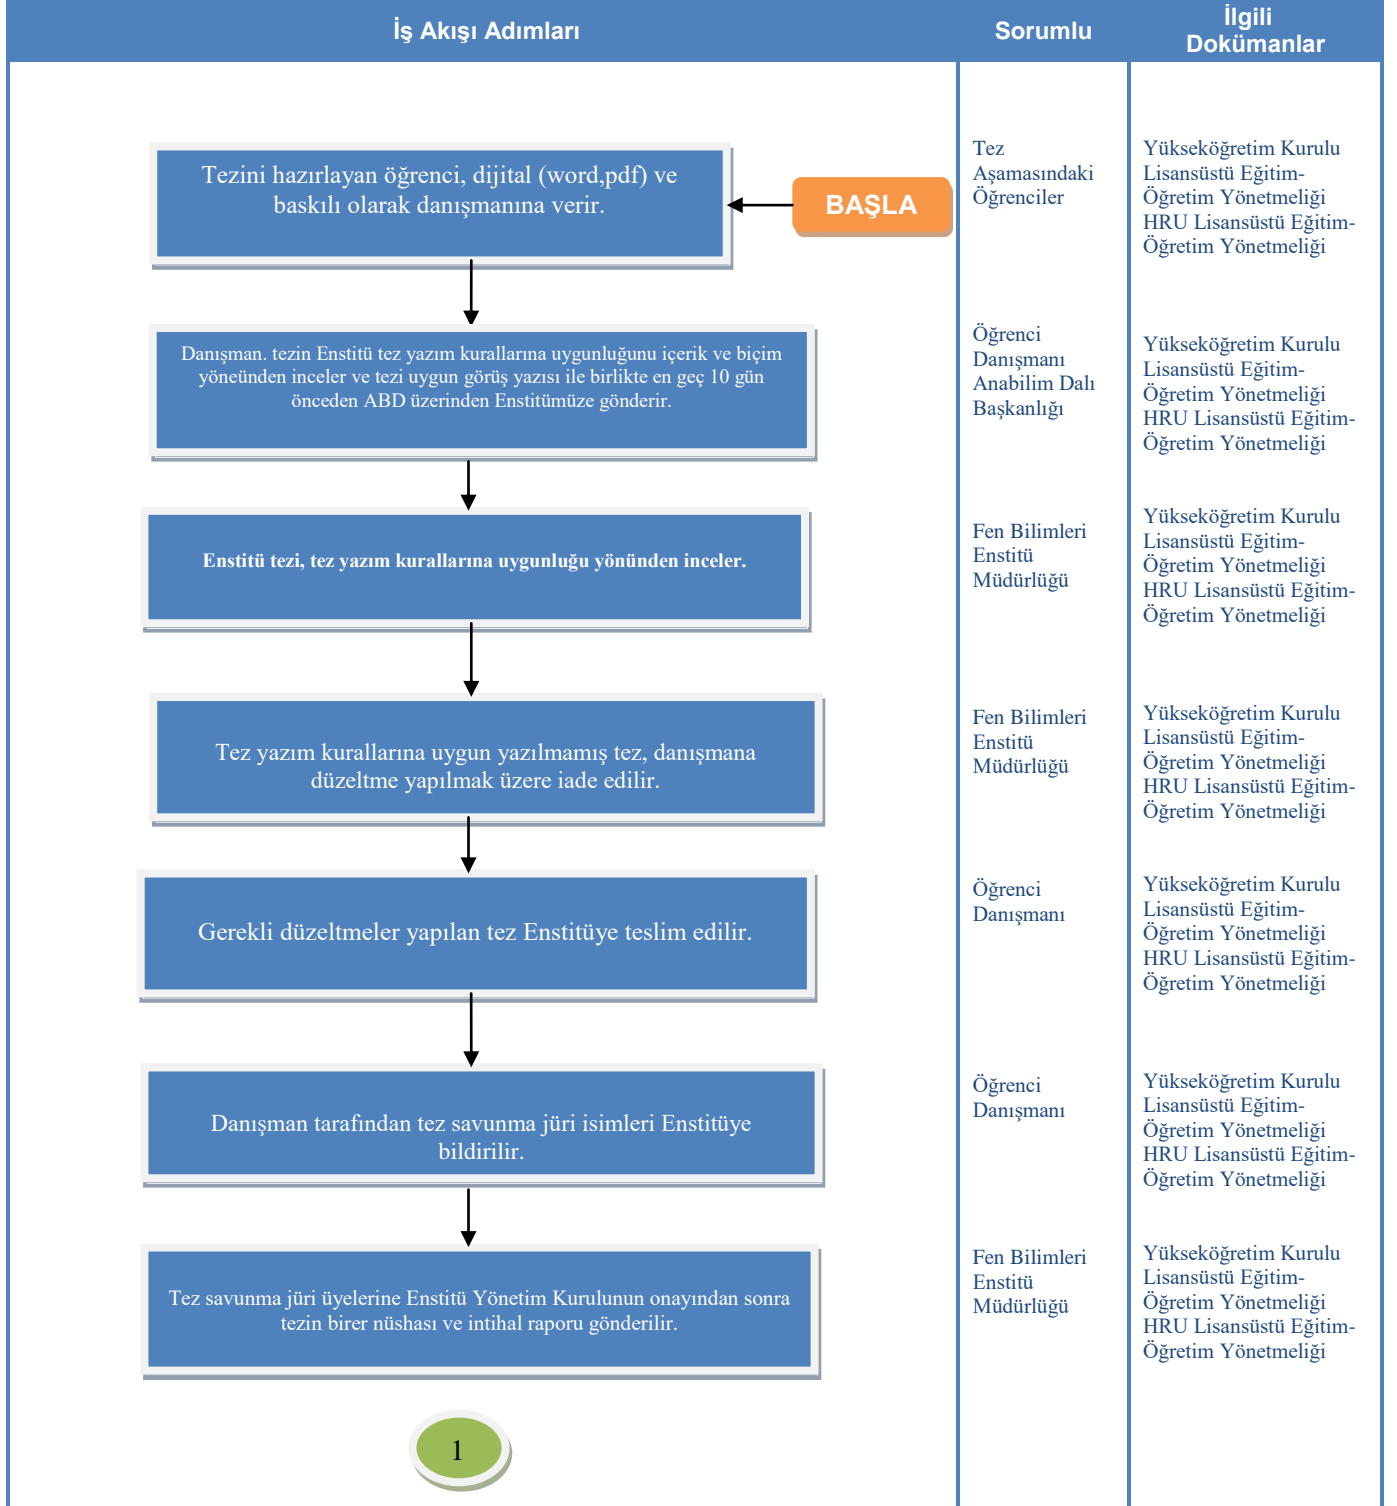 İş Akışı Adımları
Sorumlu
İlgili
Dokümanlar
Tezini hazırlayan öğrenci, dijital (word,pdf) ve
baskılı olarak danışmanına verir.
BAŞLA
Tez
Aşamasındaki
Öğrenciler
Yükseköğretim Kurulu
Lisansüstü Eğitim-
Öğretim Yönetmeliği
HRU Lisansüstü Eğitim-
Öğretim Yönetmeliği
Danışman. tezin Enstitü tez yazım kurallarına uygunluğunu içerik ve biçim
yöneünden inceler ve tezi uygun görüş yazısı ile birlikte en geç 10 gün
önceden ABD üzerinden Enstitümüze gönderir.
Öğrenci
Danışmanı
Anabilim Dalı
Başkanlığı
Yükseköğretim Kurulu
Lisansüstü Eğitim-
Öğretim Yönetmeliği
HRU Lisansüstü Eğitim-
Öğretim Yönetmeliği
Enstitü tezi, tez yazım kurallarına uygunluğu yönünden inceler.
Fen Bilimleri
Enstitü
Müdürlüğü
Yükseköğretim Kurulu
Lisansüstü Eğitim-
Öğretim Yönetmeliği
HRU Lisansüstü Eğitim-
Öğretim Yönetmeliği
Tez yazım kurallarına uygun yazılmamış tez, danışmana
düzeltme yapılmak üzere iade edilir.
Fen Bilimleri
Enstitü
Müdürlüğü
Yükseköğretim Kurulu
Lisansüstü Eğitim-
Öğretim Yönetmeliği
HRU Lisansüstü Eğitim-
Öğretim Yönetmeliği
Gerekli düzeltmeler yapılan tez Enstitüye teslim edilir.
Öğrenci
Danışmanı
Yükseköğretim Kurulu
Lisansüstü Eğitim-
Öğretim Yönetmeliği
HRU Lisansüstü Eğitim-
Öğretim Yönetmeliği
Danışman tarafından tez savunma jüri isimleri Enstitüye
bildirilir.
Öğrenci
Danışmanı
Yükseköğretim Kurulu
Lisansüstü Eğitim-
Öğretim Yönetmeliği
HRU Lisansüstü Eğitim-
Öğretim Yönetmeliği
Tez savunma jüri üyelerine Enstitü Yönetim Kurulunun onayından sonra
tezin birer nüshası ve intihal raporu gönderilir.
Fen Bilimleri
Enstitü
Müdürlüğü
Yükseköğretim Kurulu
Lisansüstü Eğitim-
Öğretim Yönetmeliği
HRU Lisansüstü Eğitim-
Öğretim Yönetmeliği
1